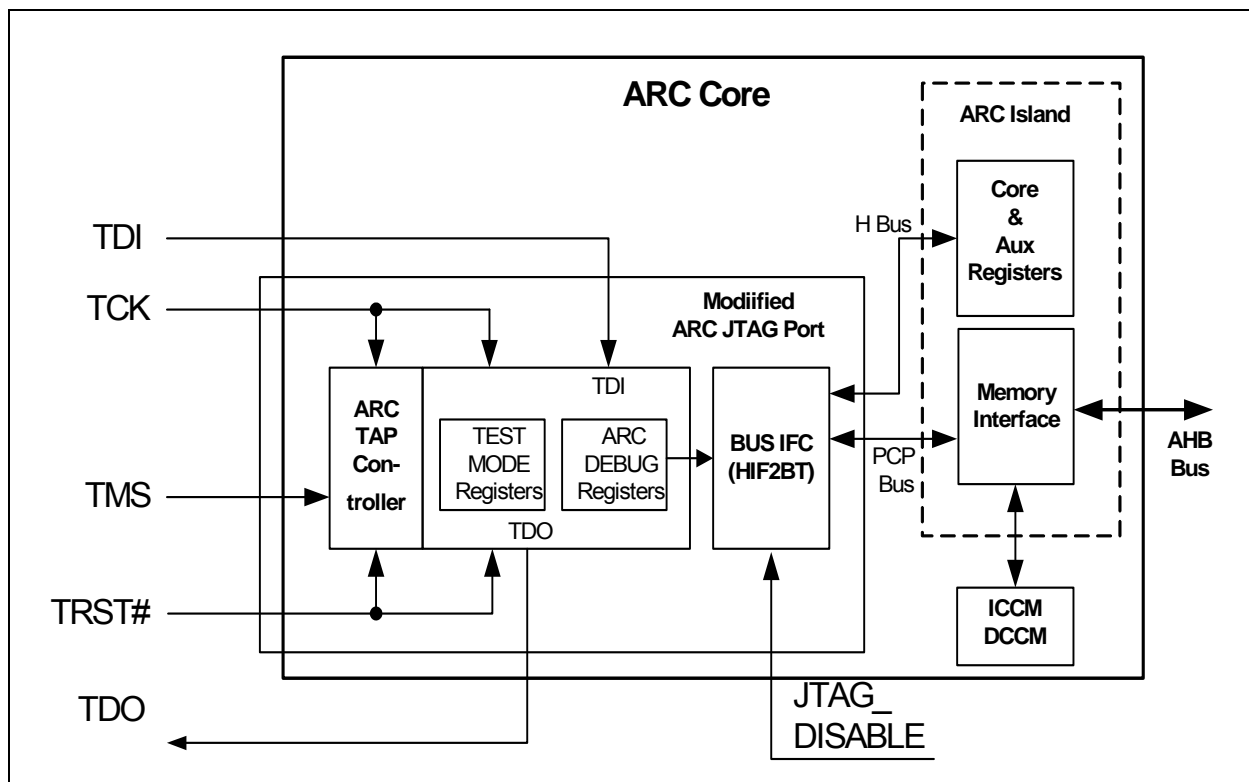 ARC Core
ARC Island
Core
&
Aux
Registers
H Bus
TDI
TCK
Modiified
ARC JTAG Port
TDI
ARC
TAP
Con-
troller
TEST
MODE
Registers
ARC
DEBUG
Registers
TDO
BUS IFC
(HIF2BT)
Memory
Interface
PCP
Bus
AHB
Bus
TMS
TRST#
ICCM
DCCM
TDO
JTAG_
DISABLE